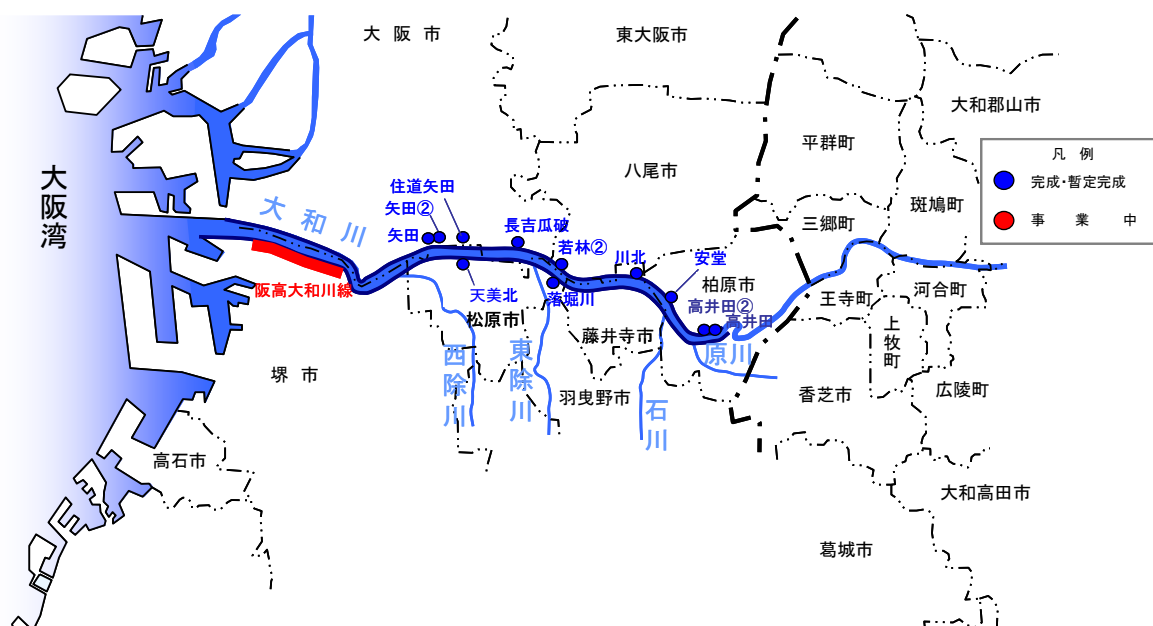 大阪市
東大阪市
大和郡山市
平群町
凡 例
完成・暫定完成
事 業 中
八尾市
大阪湾
住道矢田
矢田②
矢田
大和川
長吉瓜破
若林②
川北
安堂
三郷町
斑鳩町
阪高大和川線
天美北
落堀川
松原市
柏原市
高井田②
高井田
王寺町
河合町
藤井寺市
原川
上牧町
堺市
西除川
東除川
羽曳野市
石川
香芝市
広陵町
高石市
大和高田市
葛城市